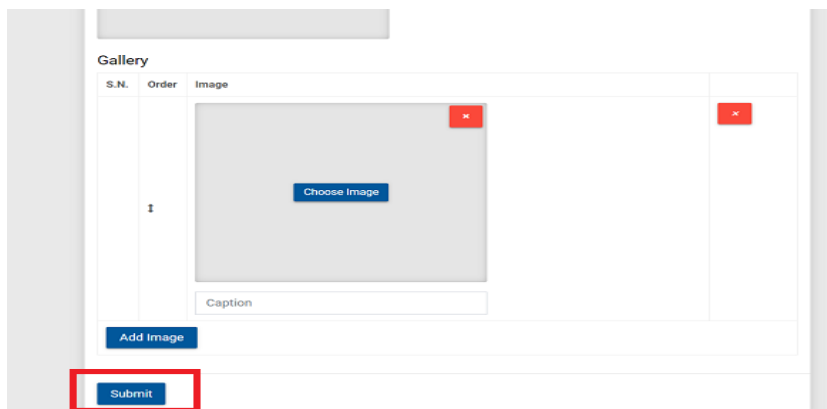 Gallery
S.N. Order Image
Choose Image
Caption
Add Image
Submit